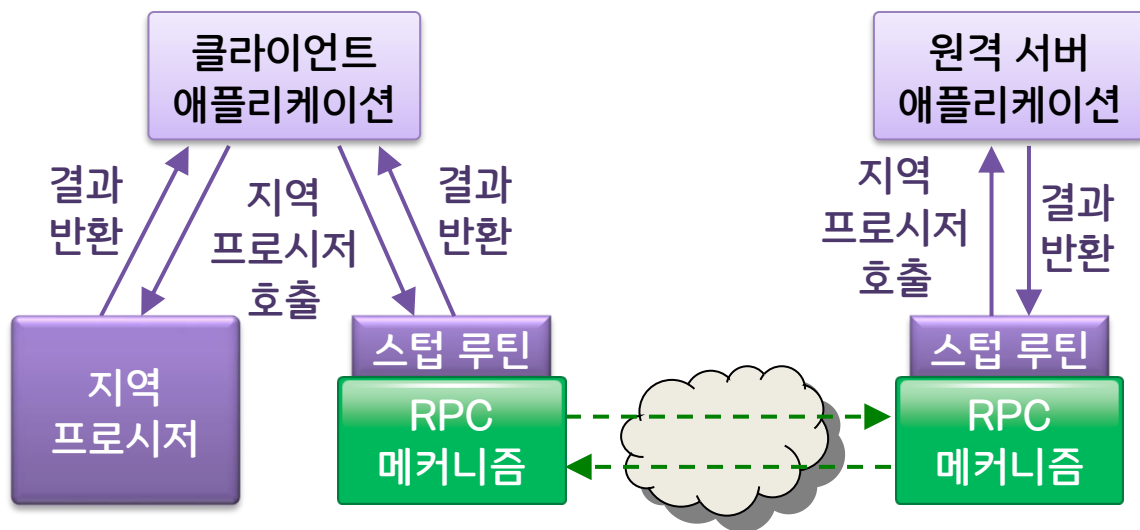 클라이언트
애플리케이션
원격 서버
애플리케이션
결과
반환
지역
프로시저
호출
결과
반환
지역
프로시저
호출
결과
반환
지역
프로시저
스텁 루틴
RPC
메커니즘
스텁 루틴
RPC
메커니즘